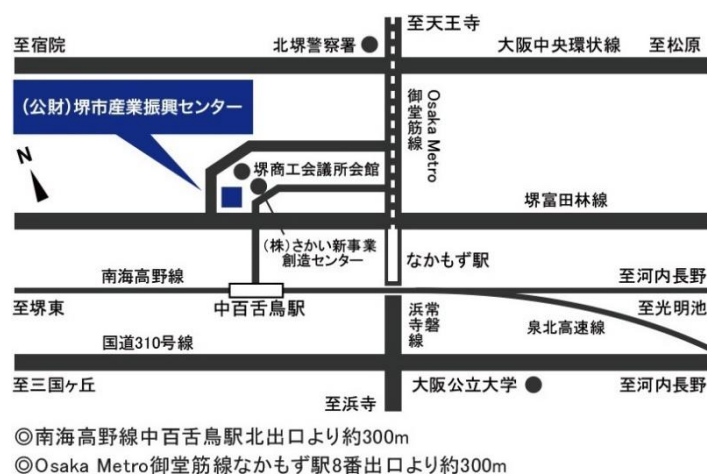 至天王寺
至宿院
北堺警察署
大阪中央環状線
至松原
(公財)堺市産業振興センター
Osaka Metro
御堂筋線
N
堺商工会議所会館
堺富田林線
(株)さかい新事業
創造センター
なかもず駅
南海高野線
至河内長野
至堺東
中百舌鳥駅
常磐
浜寺線
至光明池
泉北高速線
国道310号線
至三国ヶ丘
大阪公立大学
至河内長野
至浜寺
◎南海高野線中百舌鳥駅北出口より約300m
◎Osaka Metro御堂筋線なかもず駅8番出口より約300m